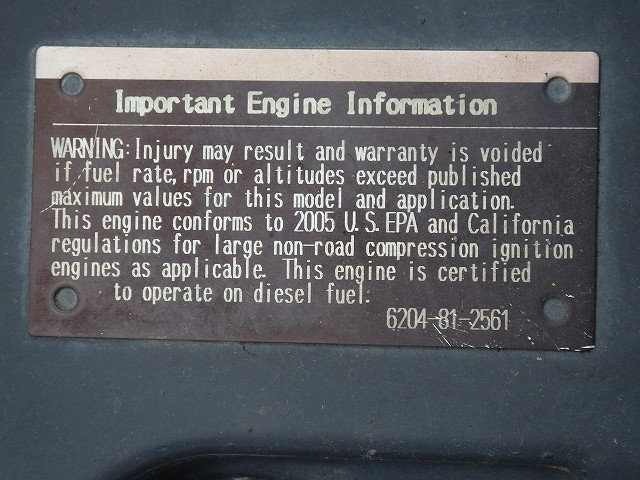 Important Engine Information
WARNING: Injury may result and warranty is voided
if fuel rate, rpm or altitudes exceed published
maximum values for this model and application.
This engine conforms to 2005 U.S.EPA and California
regulations for large non-road compression ignition
engines as applicable. This engine is certified
to operate on diesel fuel.
6204-81-2561